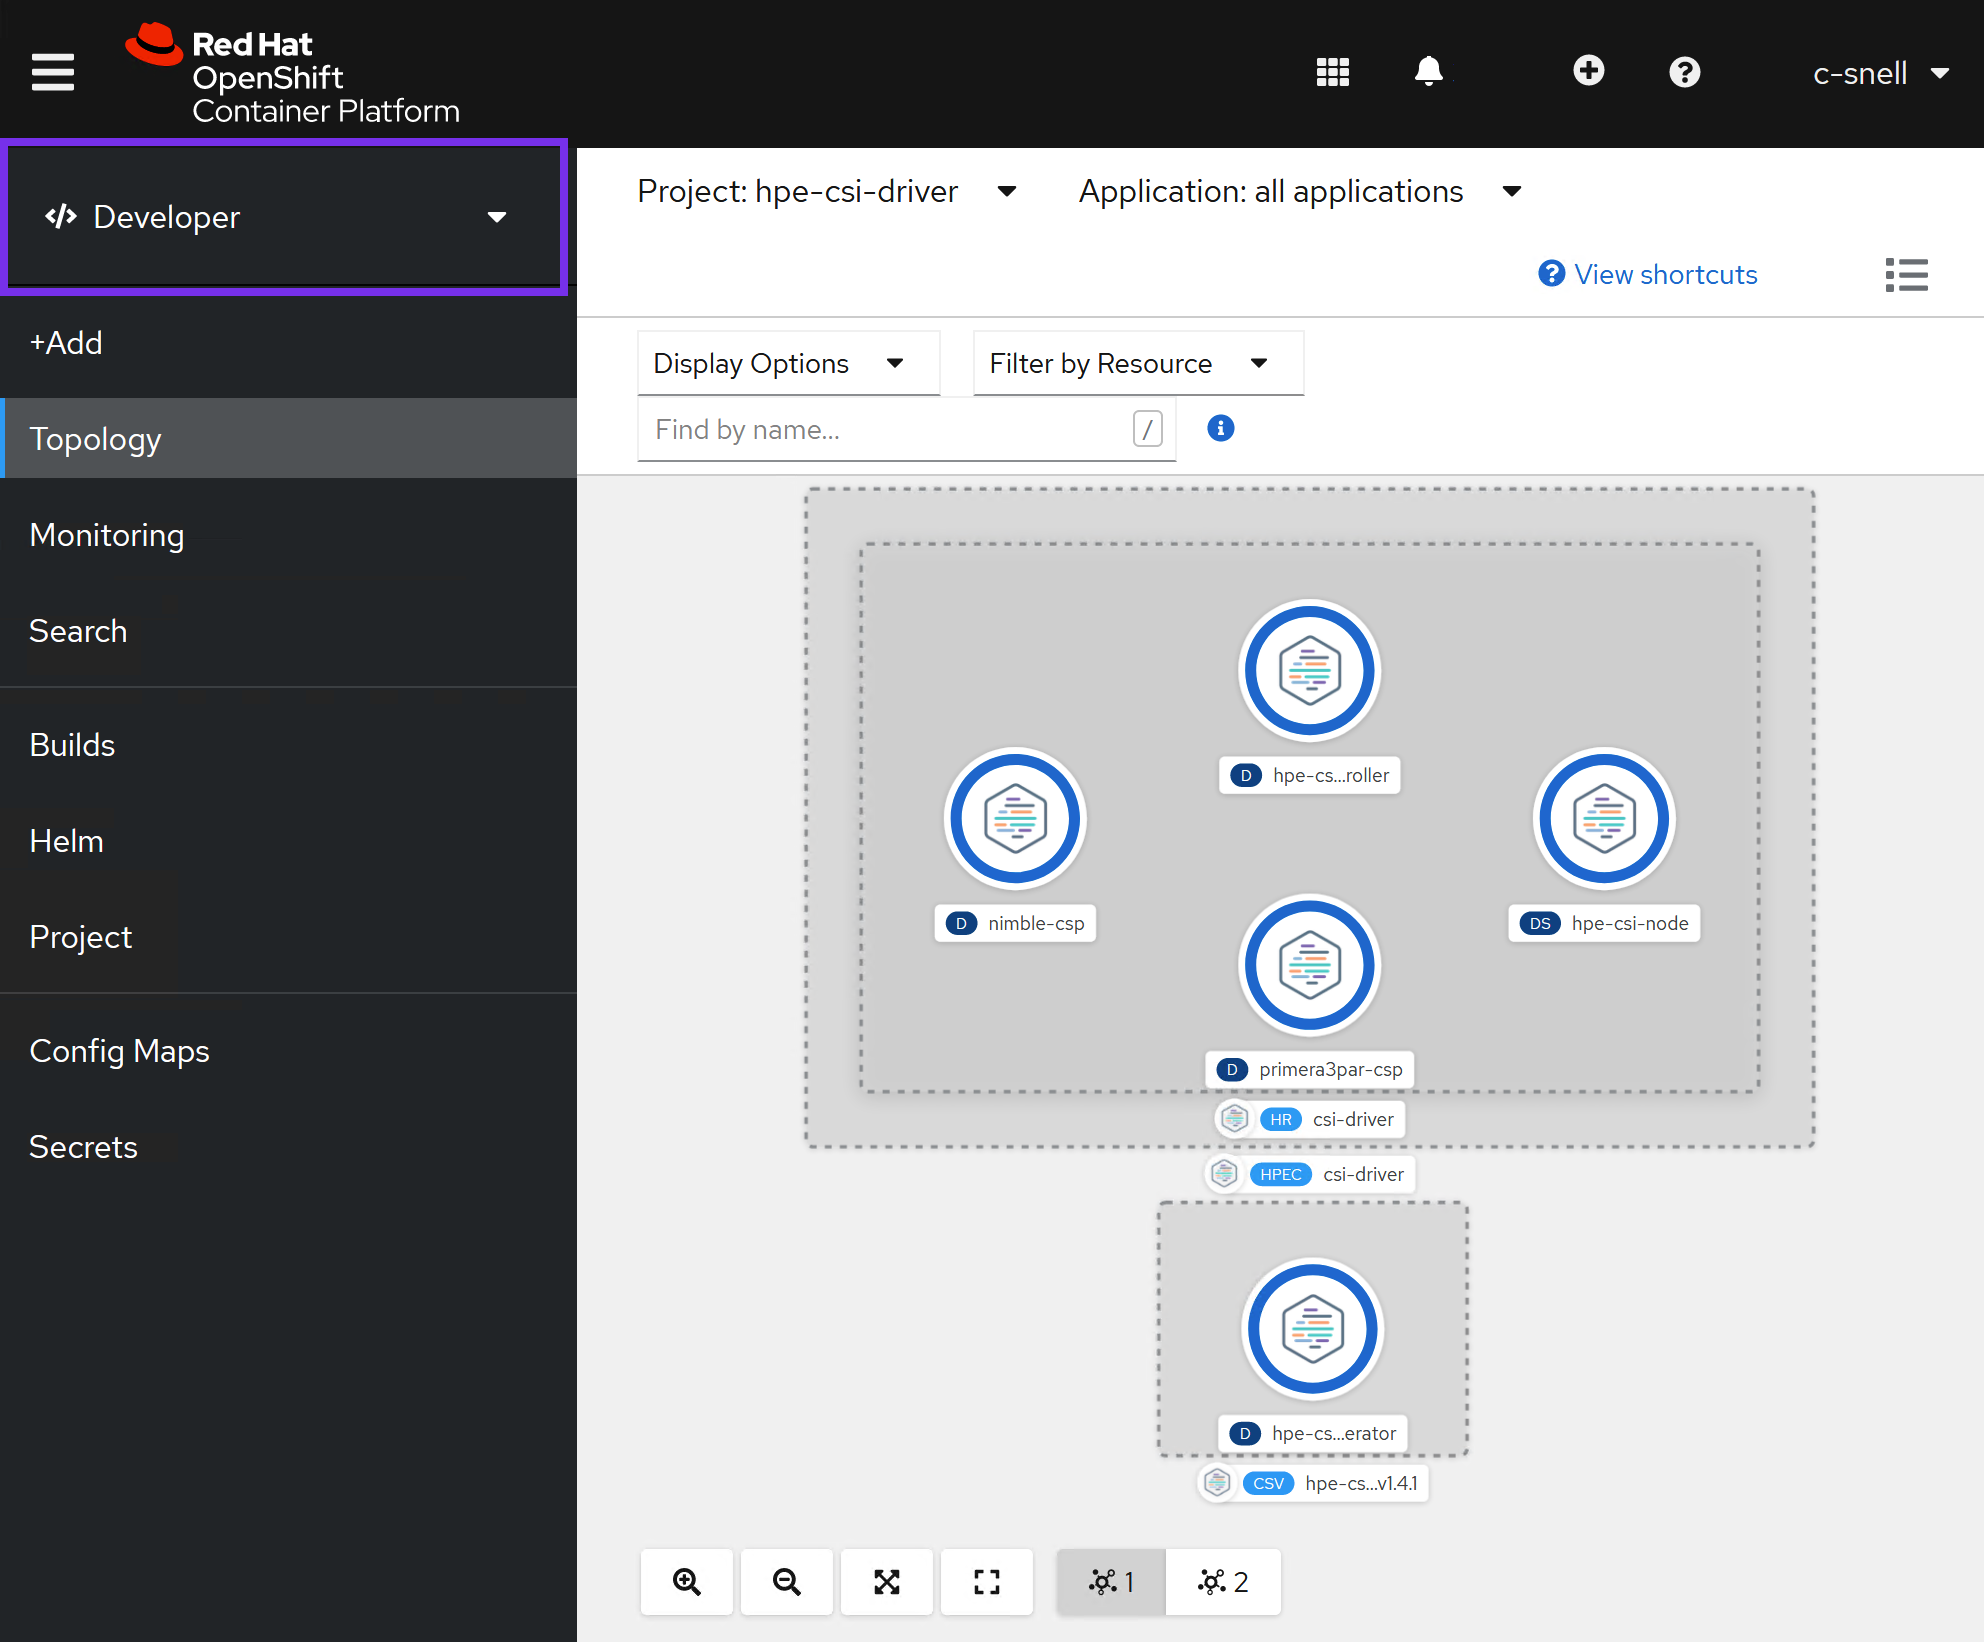 Red Hat
OpenShift
Container Platform
c-snell
Developer
+Add
Topology
Monitoring
Search
Builds
Helm
Project
Config Maps
Secrets
Project: hpe-csi-driver
Application: all applications
View shortcuts
Display Options
Filter by Resource
Find by name...
/
D hpe-cs...roller
D nimble-csp
DS hpe-csi-node
D primera3par-csp
HR csi-driver
HPEC csi-driver
D hpe-cs...erator
CSV hpe-cs...v1.4.1
1
2